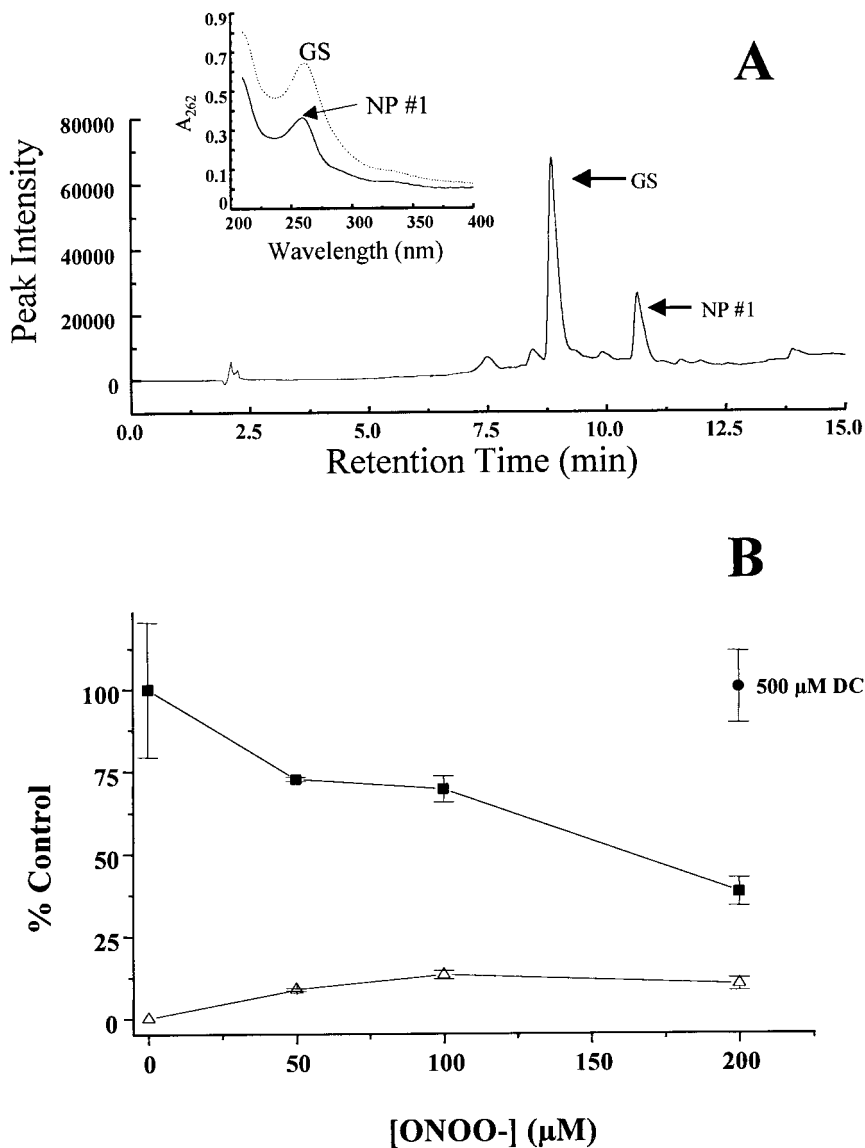 A
0.9
0.7
0.5
0.3
0.1
0
A262
GS
NP #1
200 250 300 350 400
Wavelength (nm)
80000
60000
40000
20000
0
Peak Intensity
GS
NP #1
0.0 2.5 5.0 7.5 10.0 12.5 15.0
Retention Time (min)
B
100
75
50
25
0
% Control
500 μM DC
0 50 100 150 200
[ONOO-] (μM)